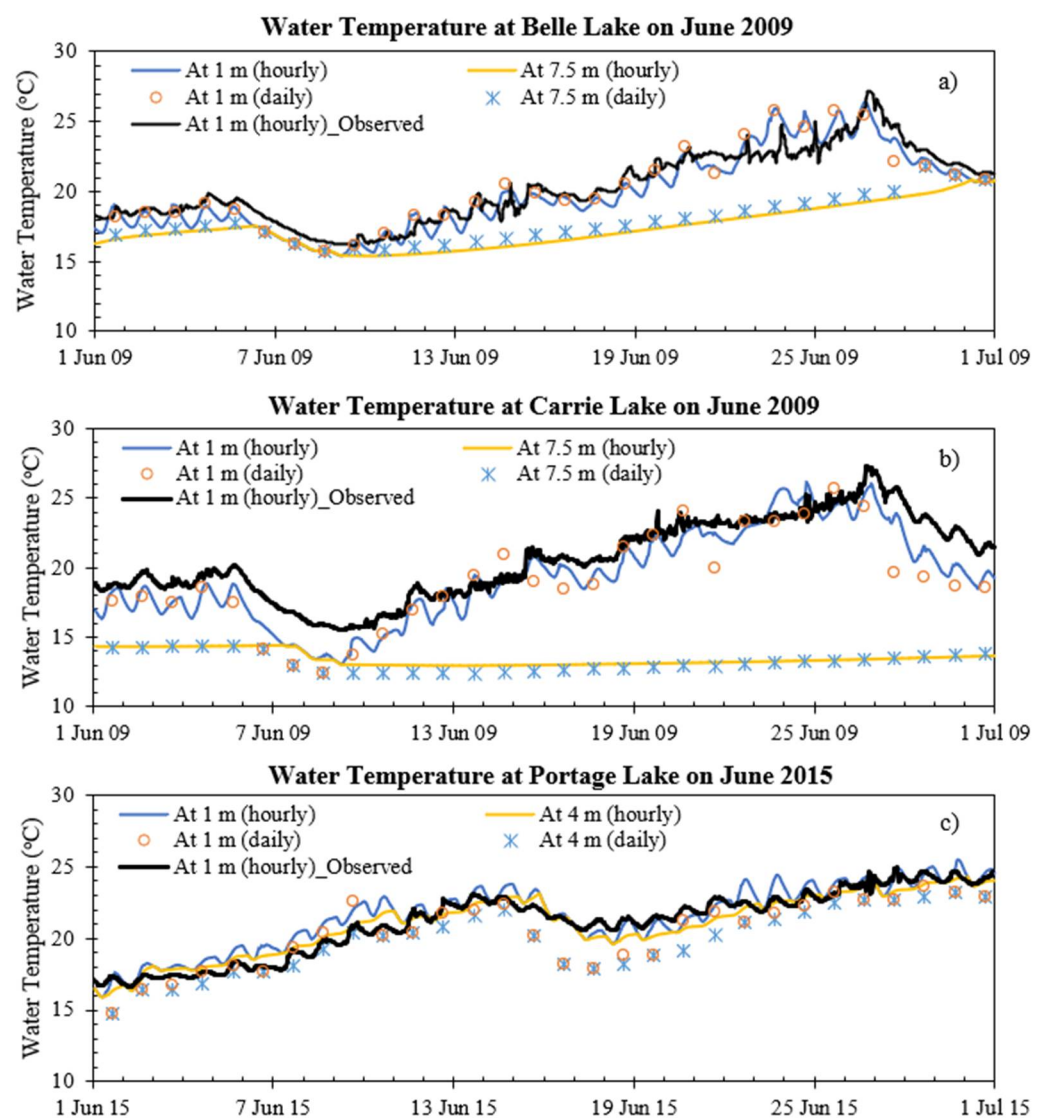 Water Temperature at Belle Lake on June 2009
Water Temperature (°C)
30
25
20
15
10
At 1 m (hourly)
At 7.5 m (hourly)
a)
At 1 m (daily)
At 7.5 m (daily)
At 1 m (hourly)_Observed
1 Jun 09
7 Jun 09
13 Jun 09
19 Jun 09
25 Jun 09
1 Jul 09
Water Temperature at Carrie Lake on June 2009
Water Temperature (°C)
30
25
20
15
10
At 1 m (hourly)
At 7.5 m (hourly)
b)
At 1 m (daily)
At 7.5 m (daily)
At 1 m (hourly)_Observed
1 Jun 09
7 Jun 09
13 Jun 09
19 Jun 09
25 Jun 09
1 Jul 09
Water Temperature at Portage Lake on June 2015
Water Temperature (°C)
30
25
20
15
10
At 1 m (hourly)
At 4 m (hourly)
c)
At 1 m (daily)
At 4 m (daily)
At 1 m (hourly)_Observed
1 Jun 15
7 Jun 15
13 Jun 15
19 Jun 15
25 Jun 15
1 Jul 15